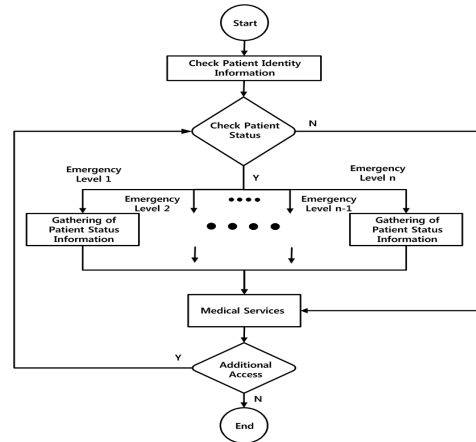 Start
Check Patient Identity
Information
Check Patient
Status
N
Y
Emergency
Level 1
Emergency
Level 2
Emergency
Level n-1
Emergency
Level n
Gathering of
Patient Status
Information
Gathering of
Patient Status
Information
Medical Services
Y
Additional
Access
N
End